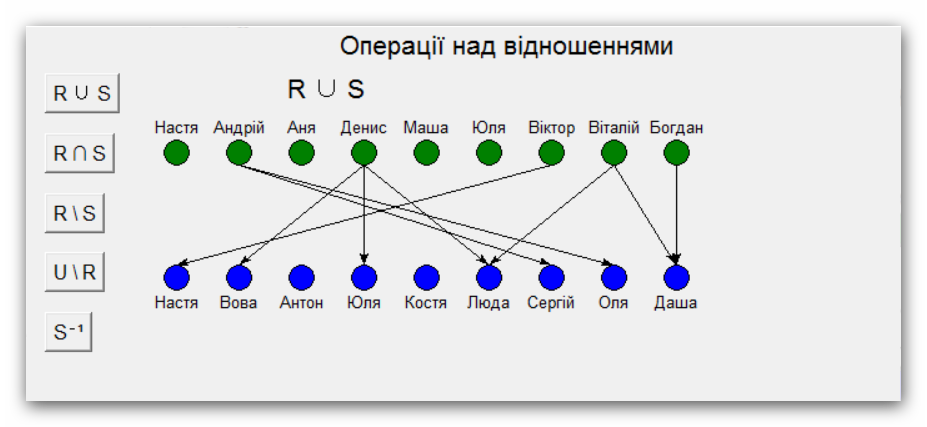 Операції над відношеннями
R ∪ S
R ∪ S
Настя Андрій Аня Денис Маша Юля Віктор Віталій Богдан
R ∩ S
R \ S
U \ R
Настя Вова Антон Юля Костя Люда Сергій Оля Даша
S⁻¹